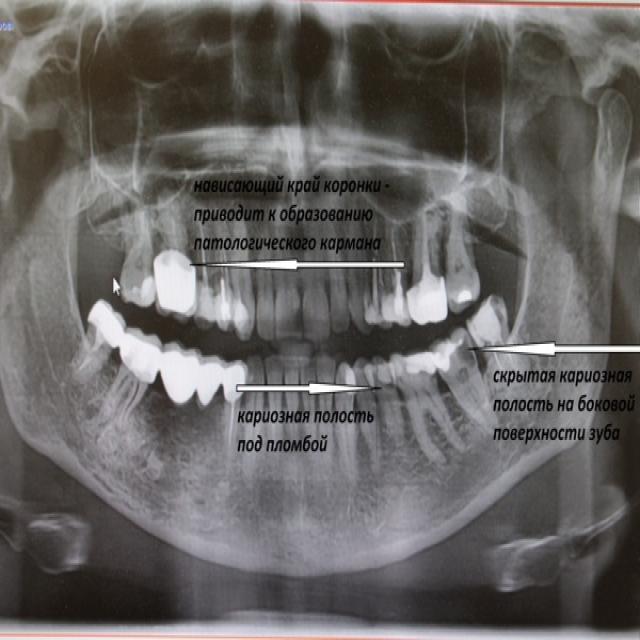 нависающий край коронки -
приводит к образованию
патологического кармана
скрытая кариозная
полость на боковой
поверхности зуба
кариозная полость
под пломбой